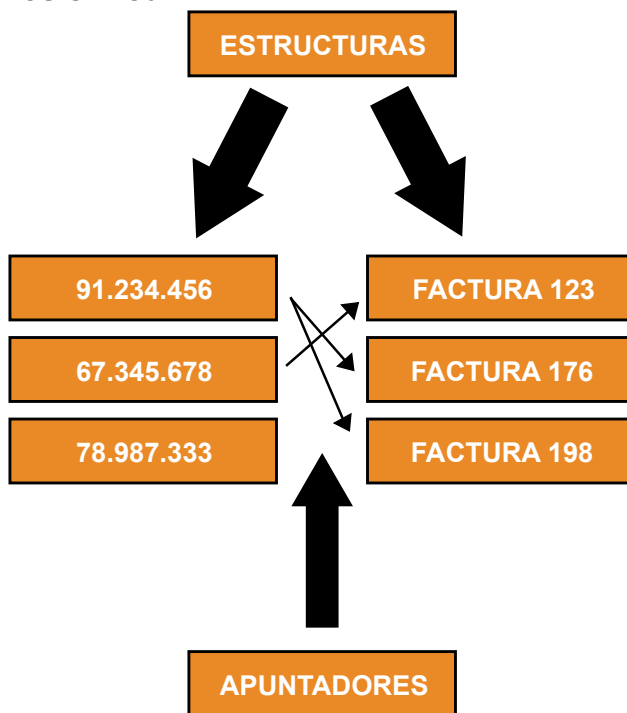 ESTRUCTURAS
91.234.456
FACTURA 123
67.345.678
FACTURA 176
78.987.333
FACTURA 198
APUNTADORES